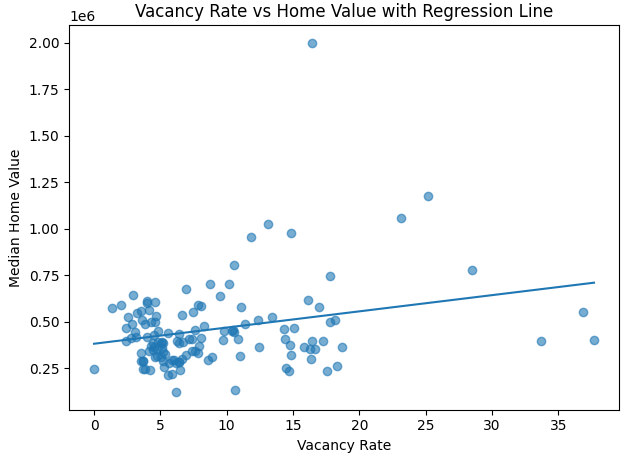 Vacancy Rate vs Home Value with Regression Line
1e6
2.00
1.75
1.50
1.25
1.00
0.75
0.50
0.25
Median Home Value
0 5 10 15 20 25 30 35
Vacancy Rate